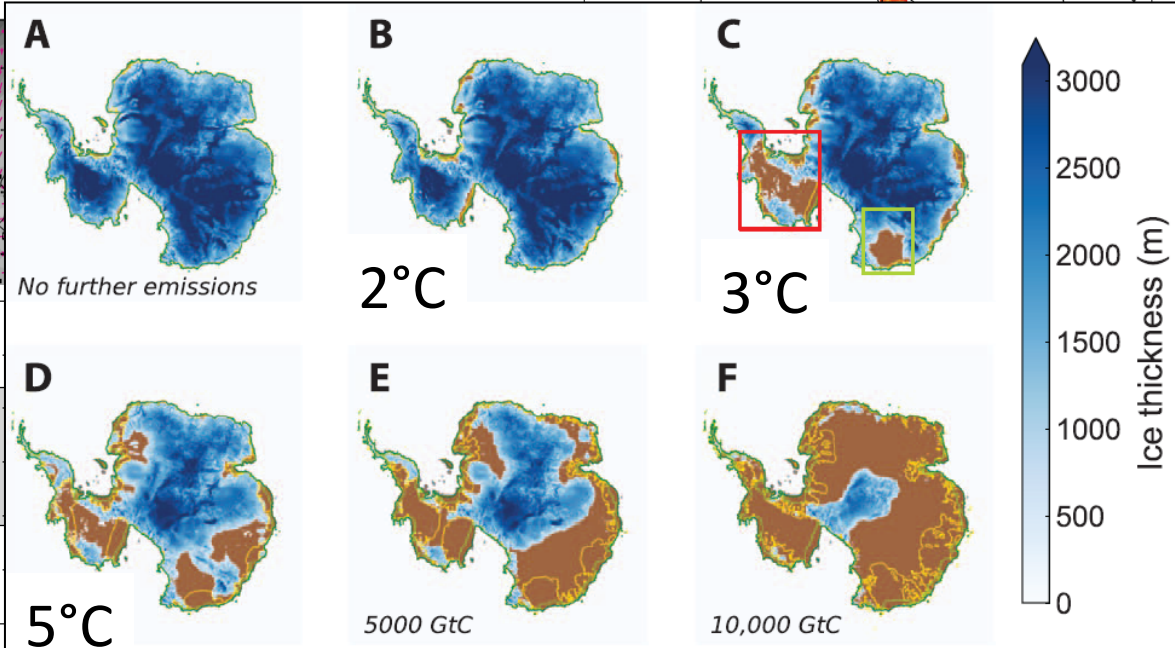 A
B
C
No further emissions
2°C
3°C
D
E
F
5°C
5000 GtC
10,000 GtC
3000
2500
2000
1500
1000
500
0
Ice thickness (m)